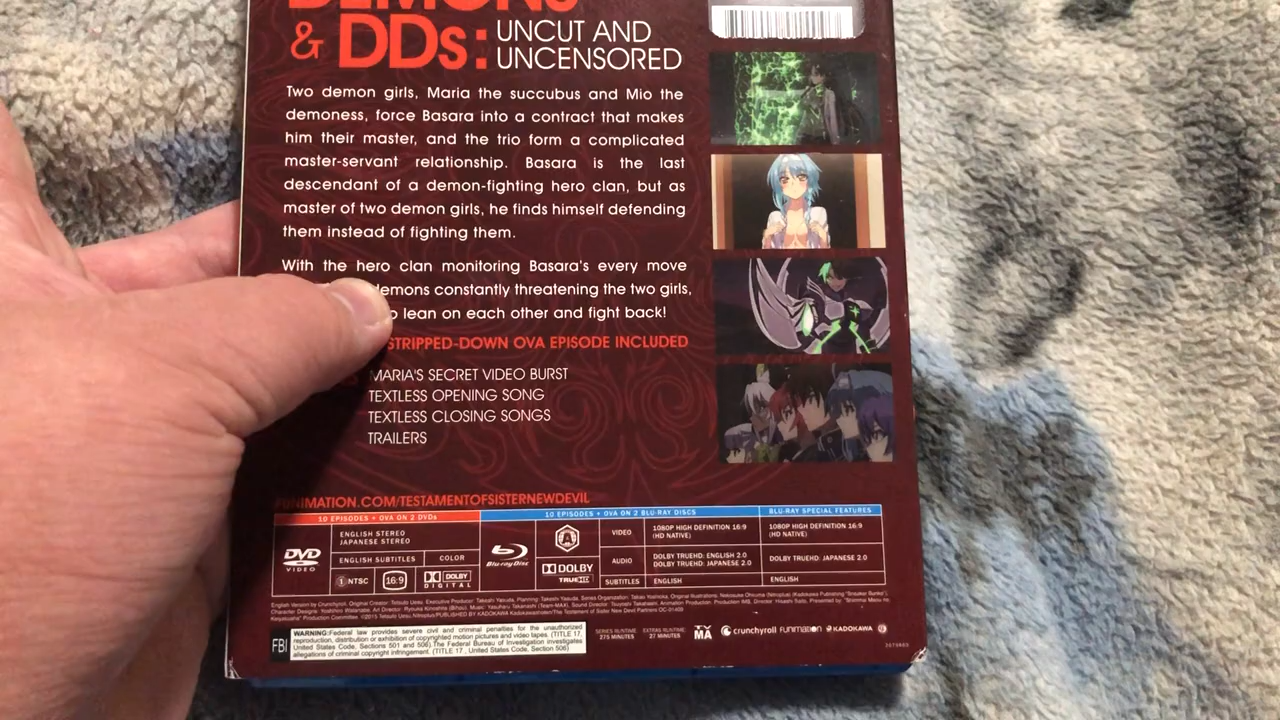 DEMONS
& DDs: UNCUT AND
UNCENSORED
Two demon girls, Maria the succubus and Mio the
demoness, force Basara into a contract that makes
him their master, and the trio form a complicated
master-servant relationship. Basara is the last
descendant of a demon-fighting hero clan, but as
master of two demon girls, he finds himself defending
them instead of fighting them.
With the hero clan monitoring Basara's every move
demons constantly threatening the two girls,
lean on each other and fight back!
STRIPPED-DOWN OVA EPISODE INCLUDED
MARIA'S SECRET VIDEO BURST
TEXTLESS OPENING SONG
TEXTLESS CLOSING SONGS
TRAILERS
FUNIMATION.COM/TESTAMENTOFSISTERNEWDEVIL
10 EPISODES + OVA ON 2 DVDs
DVD
VIDEO
ENGLISH STEREO
JAPANESE STEREO
ENGLISH SUBTITLES
COLOR
1 NTSC
16:9
DOLBY
DIGITAL
10 EPISODES + OVA ON 2 BLU-RAY DISCS
Blu-ray Disc
A
DOLBY
TRUEHD
VIDEO
1080P HIGH DEFINITION 16:9
(HD NATIVE)
AUDIO
DOLBY TRUEHD: ENGLISH 2.0
DOLBY TRUEHD: JAPANESE 2.0
SUBTITLES
ENGLISH
BLU-RAY SPECIAL FEATURES
1080P HIGH DEFINITION 16:9
(HD NATIVE)
DOLBY TRUEHD: JAPANESE 2.0
ENGLISH
FBI
WARNING: Federal law provides severe civil and criminal penalties for the unauthorized
reproduction, distribution or exhibition of copyrighted motion pictures and video tapes. (TITLE 17,
United States Code, Sections 501 and 506). The Federal Bureau of Investigation investigates
allegations of criminal copyright infringement. (TITLE 17, United States Code, Section 506)
SERIES RUNTIME
275 MINUTES
EXTRAS RUNTIME
27 MINUTES
TV
MA
crunchyroll
FUNIMATION
KADOKAWA